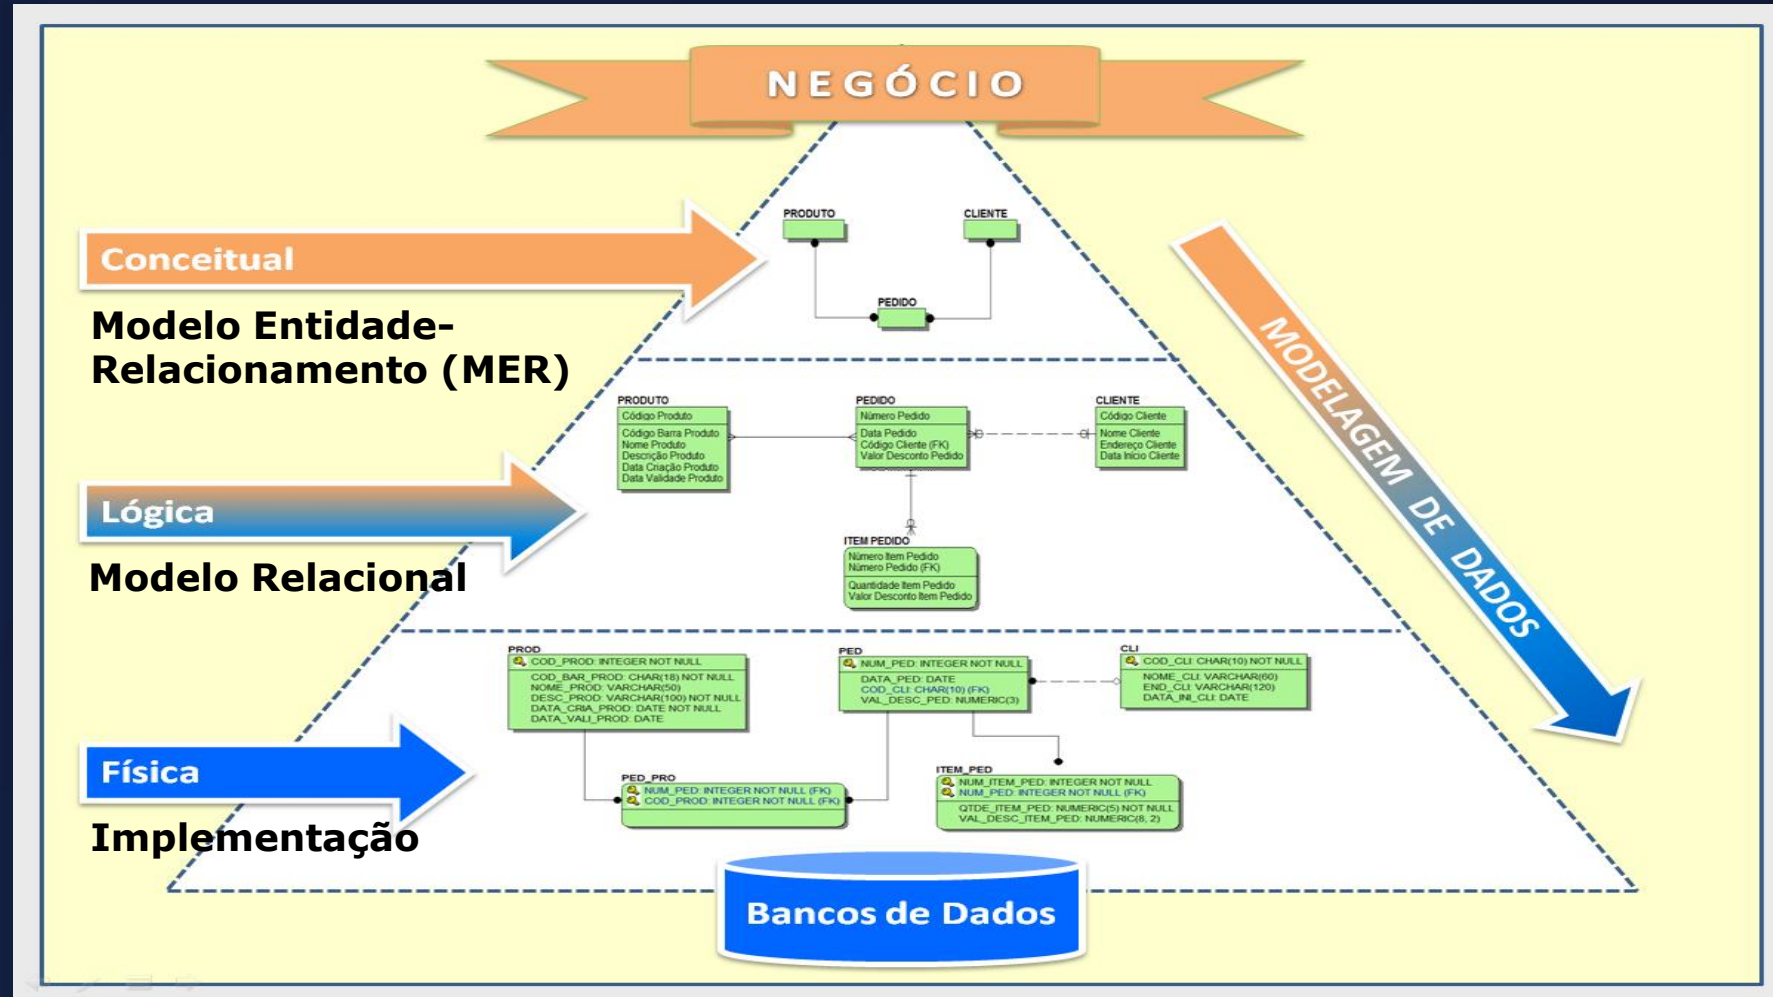 NEGÓCIO
Conceitual
Modelo Entidade-
Relacionamento (MER)
PRODUTO
CLIENTE
PEDIDO
MODELAGEM DE DADOS
Lógica
Modelo Relacional
PRODUTO
Código Produto
Código Barra Produto
Nome Produto
Descrição Produto
Data Criação Produto
Data Validade Produto
PEDIDO
Número Pedido
Data Pedido
Código Cliente (FK)
Valor Desconto Pedido
CLIENTE
Código Cliente
Nome Cliente
Endereço Cliente
Data Início Cliente
ITEM PEDIDO
Número Item Pedido
Número Pedido (FK)
Quantidade Item Pedido
Valor Desconto Item Pedido
Física
Implementação
PROD
COD_PROD: INTEGER NOT NULL
COD_BAR_PROD: CHAR(18) NOT NULL
NOME_PROD: VARCHAR(50)
DESC_PROD: VARCHAR(100) NOT NULL
DATA_CRIA_PROD: DATE NOT NULL
DATA_VALI_PROD: DATE
PED
NUM_PED: INTEGER NOT NULL
DATA_PED: DATE
COD_CLI: CHAR(10) (FK)
VAL_DESC_PED: NUMERIC(3)
CLI
COD_CLI: CHAR(10) NOT NULL
NOME_CLI: VARCHAR(60)
END_CLI: VARCHAR(120)
DATA_INI_CLI: DATE
PED_PRO
NUM_PED: INTEGER NOT NULL (FK)
COD_PROD: INTEGER NOT NULL (FK)
ITEM_PED
NUM_ITEM_PED: INTEGER NOT NULL
NUM_PED: INTEGER NOT NULL (FK)
QTDE_ITEM_PED: NUMERIC(5) NOT NULL
VAL_DESC_ITEM_PED: NUMERIC(8, 2)
Bancos de Dados